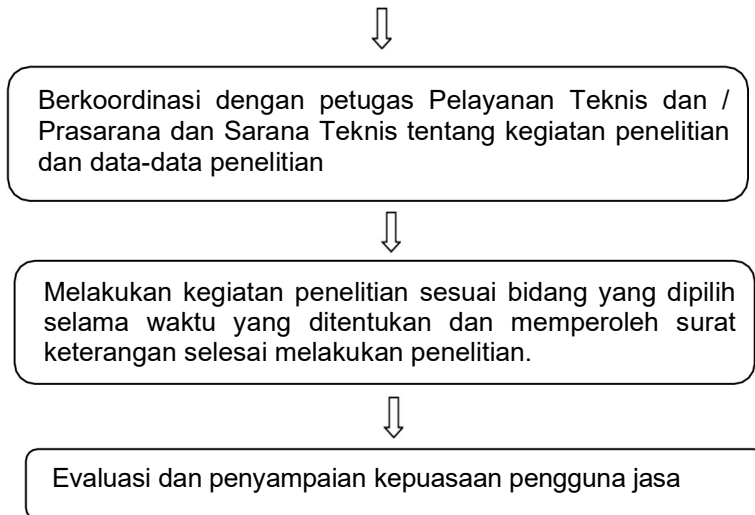 Berkoordinasi dengan petugas Pelayanan Teknis dan /
Prasarana dan Sarana Teknis tentang kegiatan penelitian
dan data-data penelitian
Melakukan kegiatan penelitian sesuai bidang yang dipilih
selama waktu yang ditentukan dan memperoleh surat
keterangan selesai melakukan penelitian.
Evaluasi dan penyampaian kepuasaan pengguna jasa